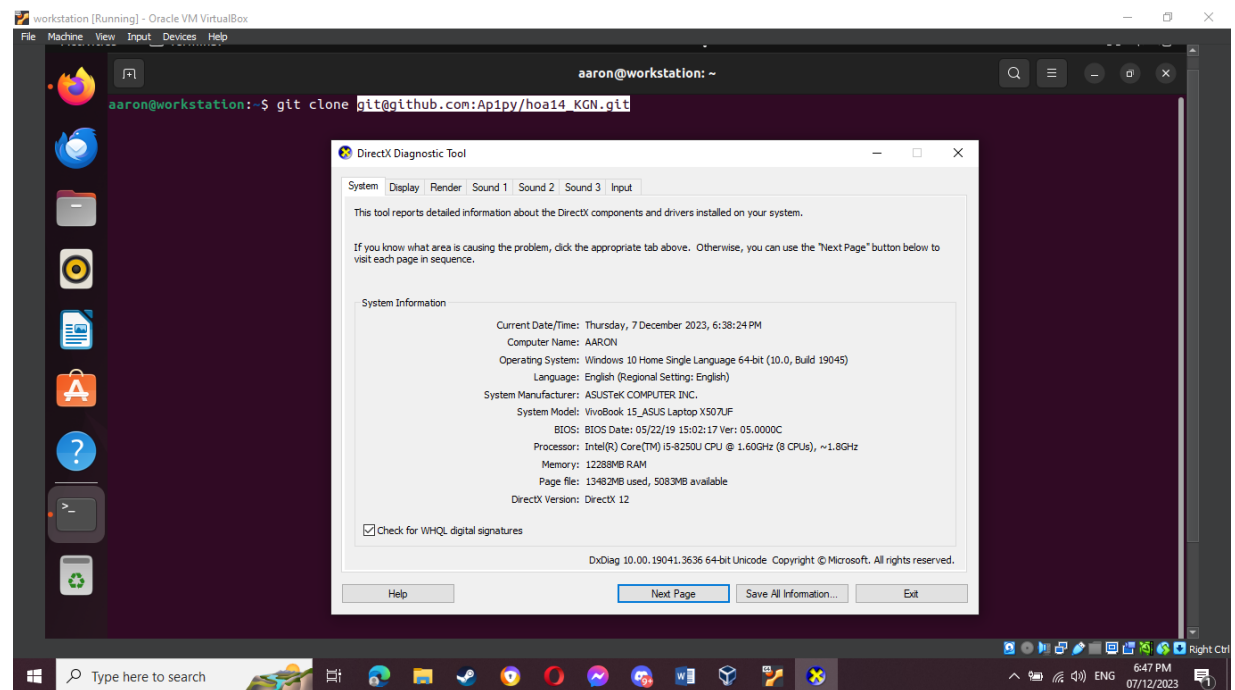 workstation [Running] - Oracle VM VirtualBox
File Machine View Input Devices Help
aaron@workstation: ~
aaron@workstation:~$ git clone git@github.com:Ap1py/hoa14_KGN.git
DirectX Diagnostic Tool
System Display Render Sound 1 Sound 2 Sound 3 Input
This tool reports detailed information about the DirectX components and drivers installed on your system.
If you know what area is causing the problem, click the appropriate tab above. Otherwise, you can use the "Next Page" button below to
visit each page in sequence.
System Information
Current Date/Time: Thursday, 7 December 2023, 6:38:24 PM
Computer Name: AARON
Operating System: Windows 10 Home Single Language 64-bit (10.0, Build 19045)
Language: English (Regional Setting: English)
System Manufacturer: ASUSTeK COMPUTER INC.
System Model: VivoBook 15_ASUS Laptop X507UF
BIOS: BIOS Date: 05/22/19 15:02:17 Ver: 05.0000C
Processor: Intel(R) Core(TM) i5-8250U CPU @ 1.60GHz (8 CPUs), ~1.8GHz
Memory: 12288MB RAM
Page file: 13482MB used, 5083MB available
DirectX Version: DirectX 12
Check for WHQL digital signatures
DxDiag 10.00.19041.3636 64-bit Unicode Copyright © Microsoft. All rights reserved.
Help Next Page Save All Information... Exit
Right Ctrl
Type here to search
ENG
6:47 PM
07/12/2023